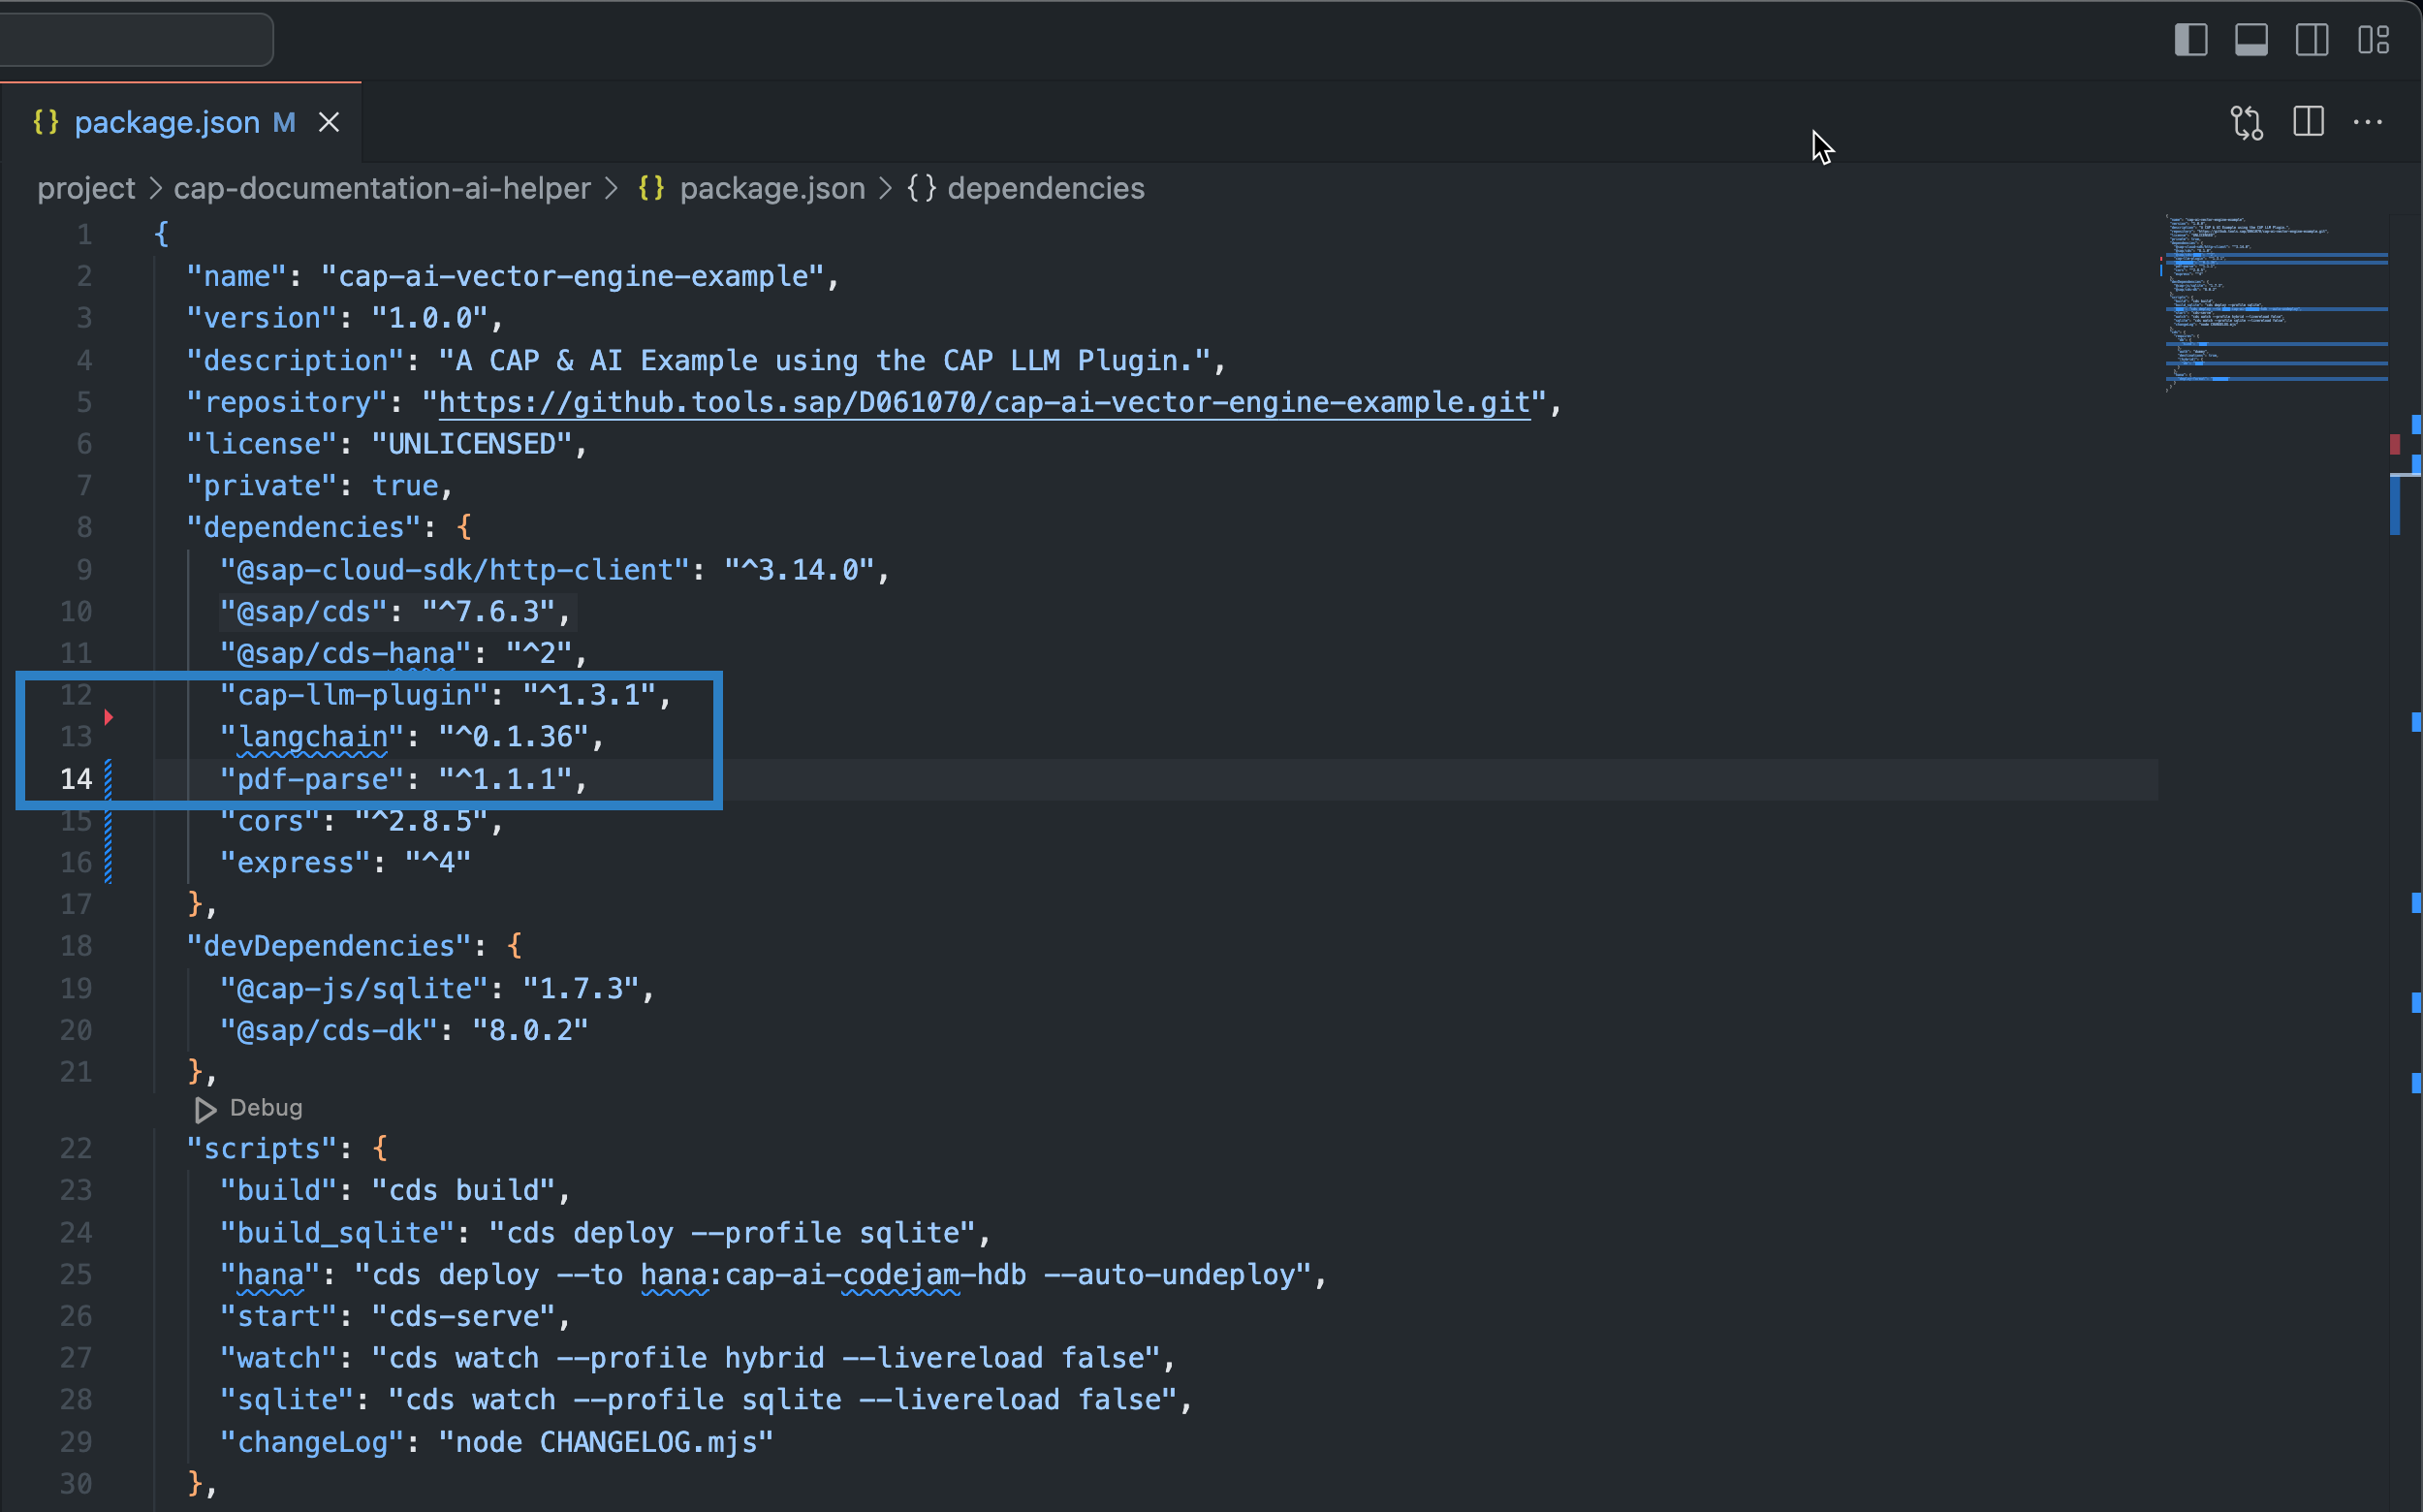 {} package.json M
project > cap-documentation-ai-helper > {} package.json > {} dependencies
1 {
2 "name": "cap-ai-vector-engine-example",
3 "version": "1.0.0",
4 "description": "A CAP & AI Example using the CAP LLM Plugin.",
5 "repository": "https://github.tools.sap/D061070/cap-ai-vector-engine-example.git",
6 "license": "UNLICENSED",
7 "private": true,
8 "dependencies": {
9 "@sap-cloud-sdk/http-client": "^3.14.0",
10 "@sap/cds": "^7.6.3",
11 "@sap/cds-hana": "^2",
12 "cap-llm-plugin": "^1.3.1",
13 "langchain": "^0.1.36",
14 "pdf-parse": "^1.1.1",
15 "cors": "^2.8.5",
16 "express": "^4"
17 },
18 "devDependencies": {
19 "@cap-js/sqlite": "1.7.3",
20 "@sap/cds-dk": "8.0.2"
21 },
Debug
22 "scripts": {
23 "build": "cds build",
24 "build_sqlite": "cds deploy --profile sqlite",
25 "hana": "cds deploy --to hana:cap-ai-codejam-hdb --auto-undeploy",
26 "start": "cds-serve",
27 "watch": "cds watch --profile hybrid --livereload false",
28 "sqlite": "cds watch --profile sqlite --livereload false",
29 "changeLog": "node CHANGELOG.mjs"
30 },